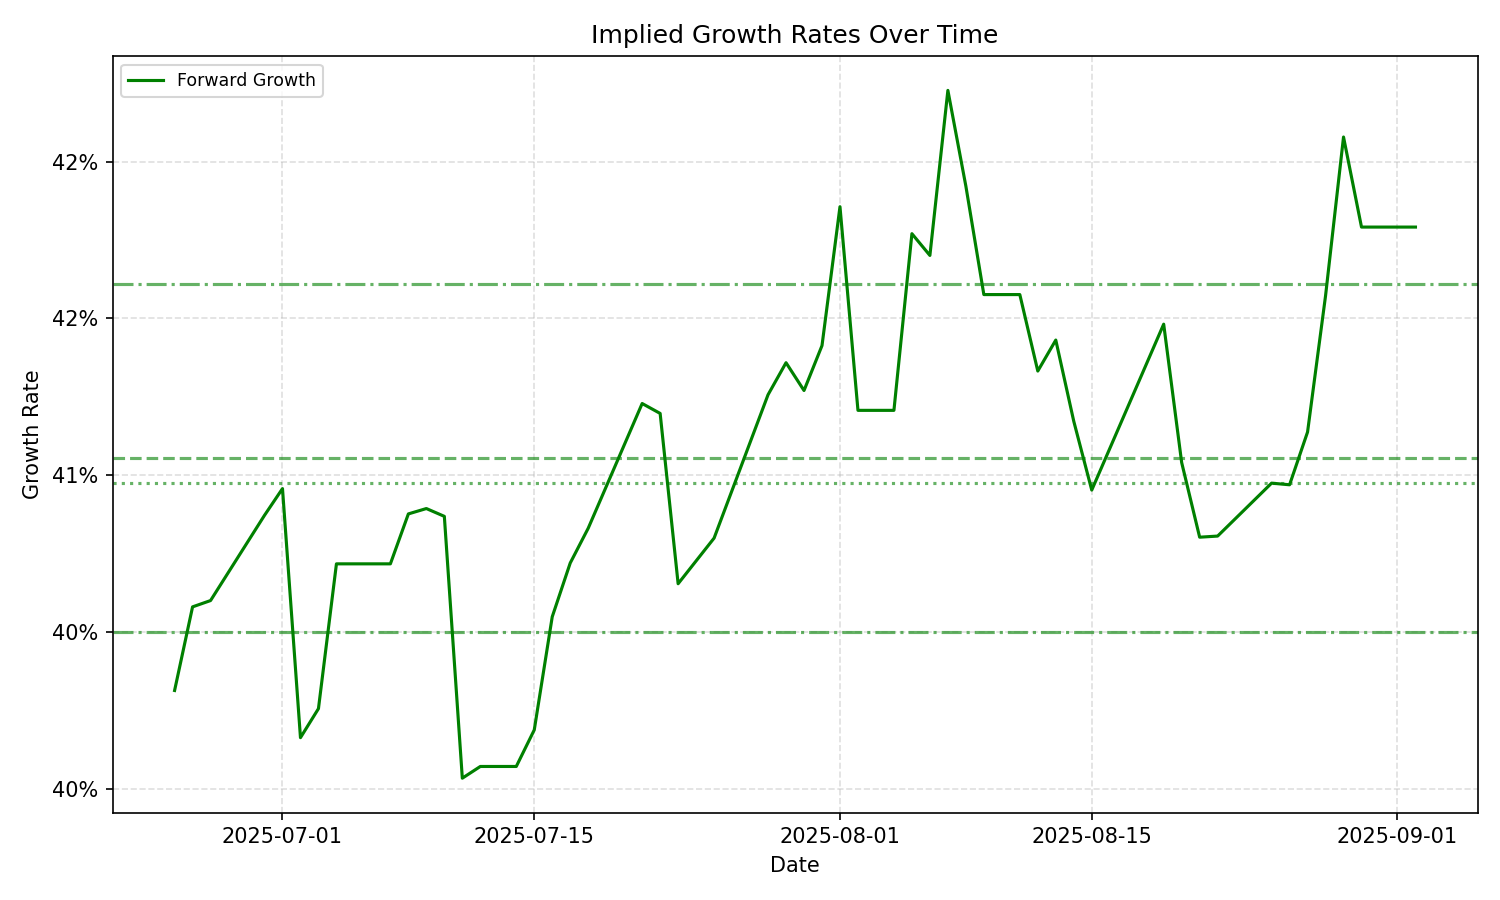 Implied Growth Rates Over Time
Forward Growth
42%
42%
41%
40%
40%
Growth Rate
2025-07-01
2025-07-15
2025-08-01
2025-08-15
2025-09-01
Date